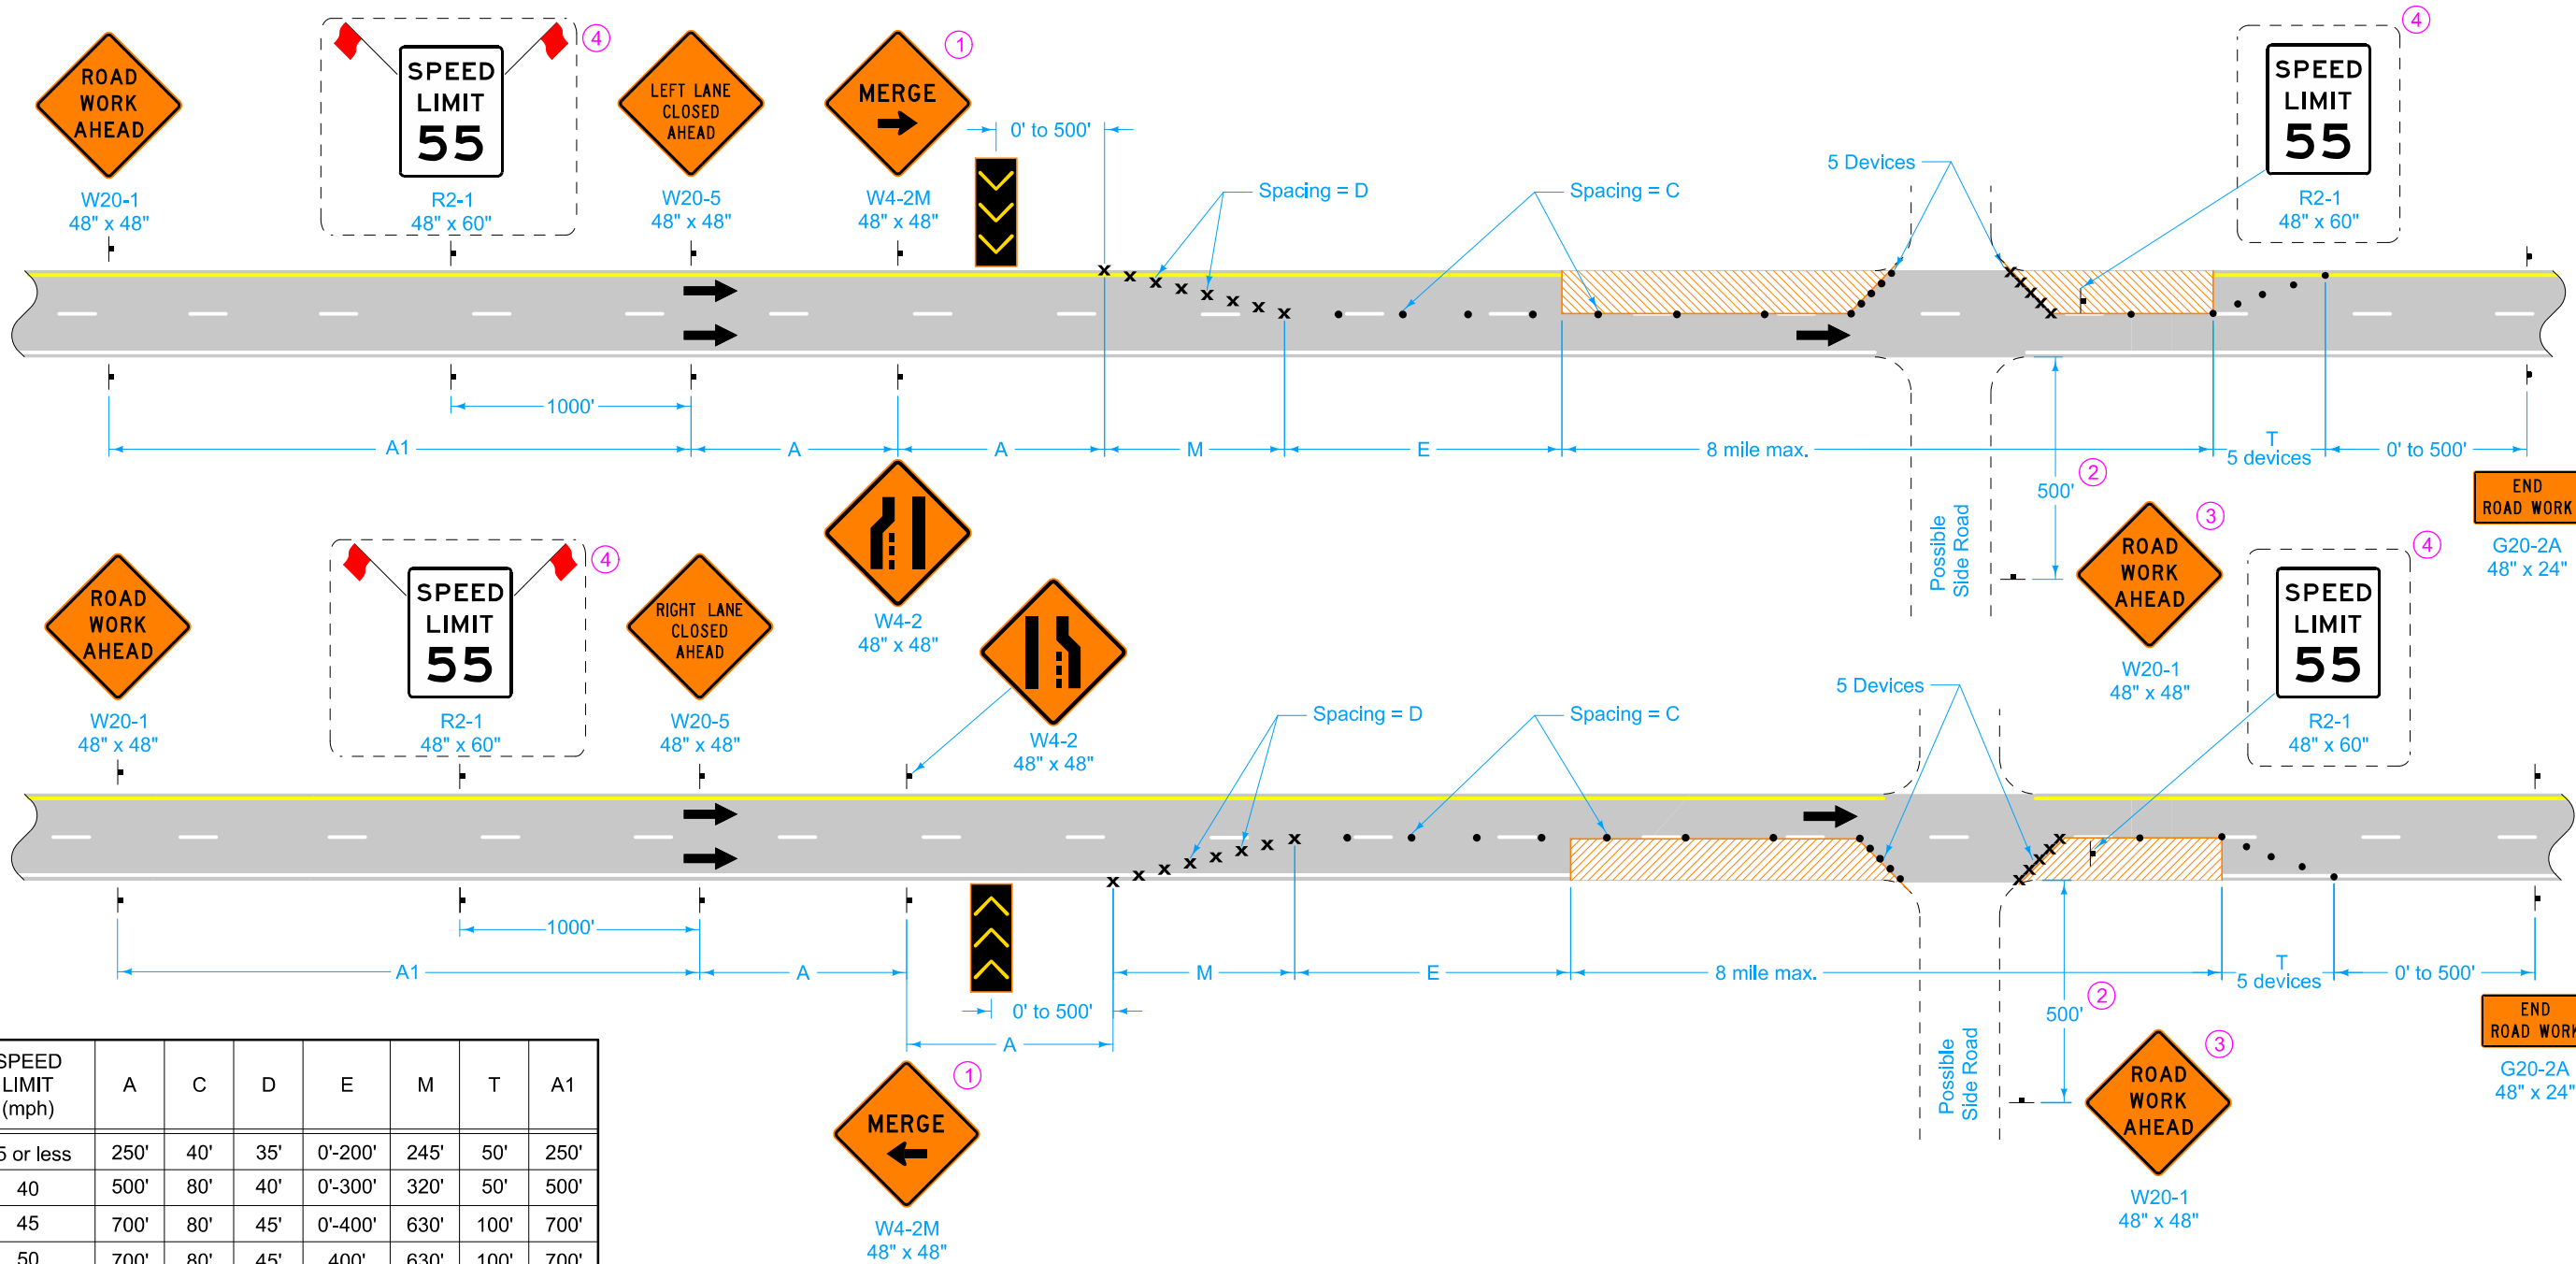 ROAD
WORK
AHEAD
W20-1
48" x 48"
SPEED
LIMIT
55
R2-1
48" x 60"
4
LEFT LANE
CLOSED
AHEAD
W20-5
48" x 48"
MERGE
W4-2M
48" x 48"
1
0' to 500'
Spacing = D
Spacing = C
5 Devices
SPEED
LIMIT
55
R2-1
48" x 60"
4
1000'
A1
A
A
M
E
8 mile max.
T
5 devices
0' to 500'
500'
2
Possible
Side Road
ROAD
WORK
AHEAD
W20-1
48" x 48"
3
END
ROAD WORK
G20-2A
48" x 24"
W4-2
48" x 48"
ROAD
WORK
AHEAD
W20-1
48" x 48"
SPEED
LIMIT
55
R2-1
48" x 60"
4
RIGHT LANE
CLOSED
AHEAD
W20-5
48" x 48"
W4-2
48" x 48"
Spacing = D
Spacing = C
5 Devices
SPEED
LIMIT
55
R2-1
48" x 60"
4
1000'
A1
A
M
E
8 mile max.
T
5 devices
0' to 500'
0' to 500'
A
500'
2
Possible
Side Road
ROAD
WORK
AHEAD
W20-1
48" x 48"
3
END
ROAD WORK
G20-2A
48" x 24"
MERGE
W4-2M
48" x 48"
1
SPEED
LIMIT
(mph)
A C D E M T A1
5 or less 250' 40' 35' 0'-200' 245' 50' 250'
40 500' 80' 40' 0'-300' 320' 50' 500'
45 700' 80' 45' 0'-400' 630' 100' 700'
50 700' 80' 45' 400' 630' 100' 700'